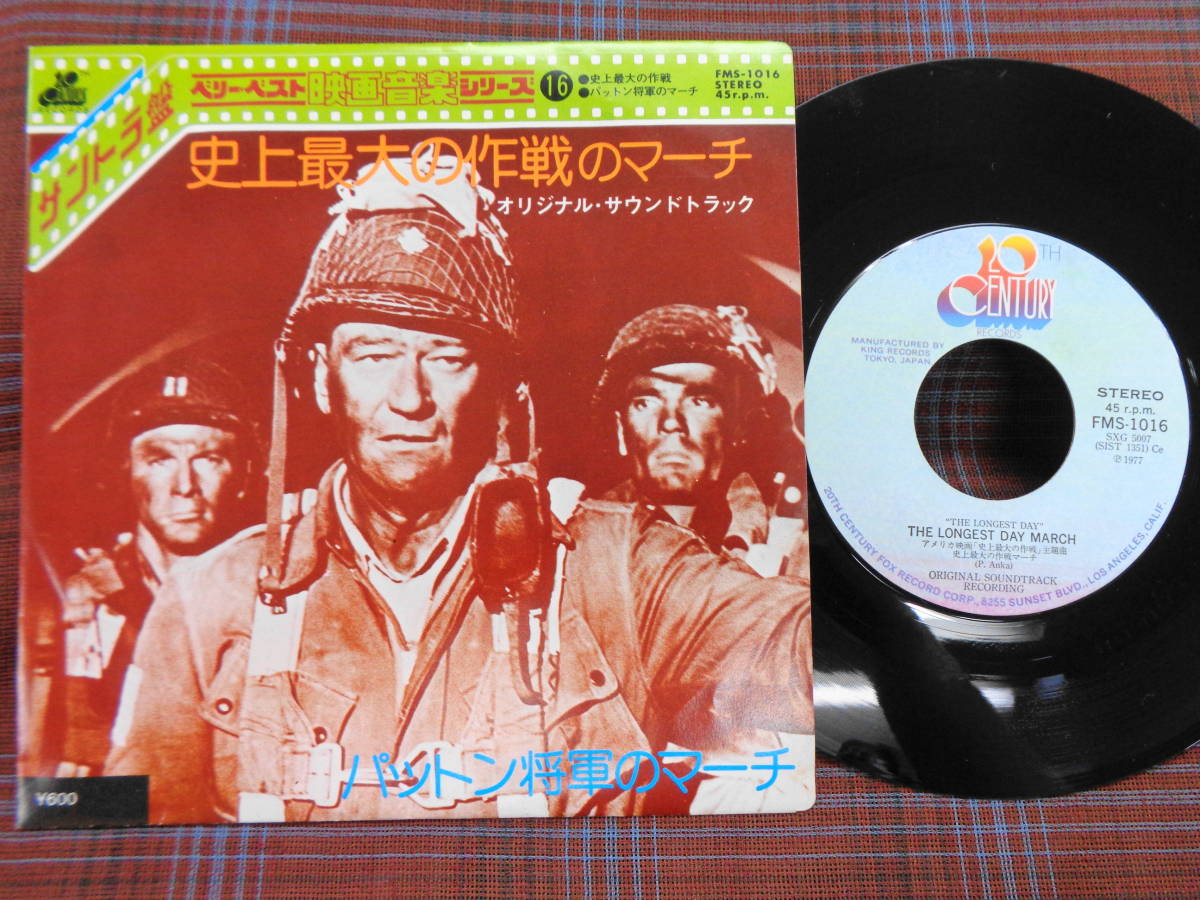 20TH
CENTURY
RECORDS
サントラ盤
ベリー・ベスト映画音楽シリーズ
16
●史上最大の作戦
●パットン将軍のマーチ
FMS-1016
STEREO
45r.p.m.
史上最大の作戦のマーチ
オリジナル・サウンドトラック
パットン将軍のマーチ
¥600
20TH
CENTURY
RECORDS
MANUFACTURED BY
KING RECORDS
TOKYO, JAPAN
STEREO
45 r.p.m.
FMS-1016
SXG 5007
(SIST 1351) Ce
Ⓟ 1977
"THE LONGEST DAY"
THE LONGEST DAY MARCH
アメリカ映画「史上最大の作戦」主題曲
史上最大の作戦マーチ
(P. Anka)
ORIGINAL SOUNDTRACK
RECORDING
20TH CENTURY FOX RECORD CORP., 8255 SUNSET BLVD., LOS ANGELES, CALIF.